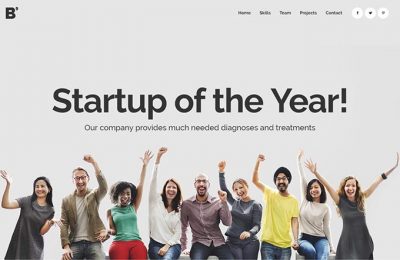 B'
Home Skills Team Projects Contact
Startup of the Year!
Our company provides much needed diagnoses and treatments